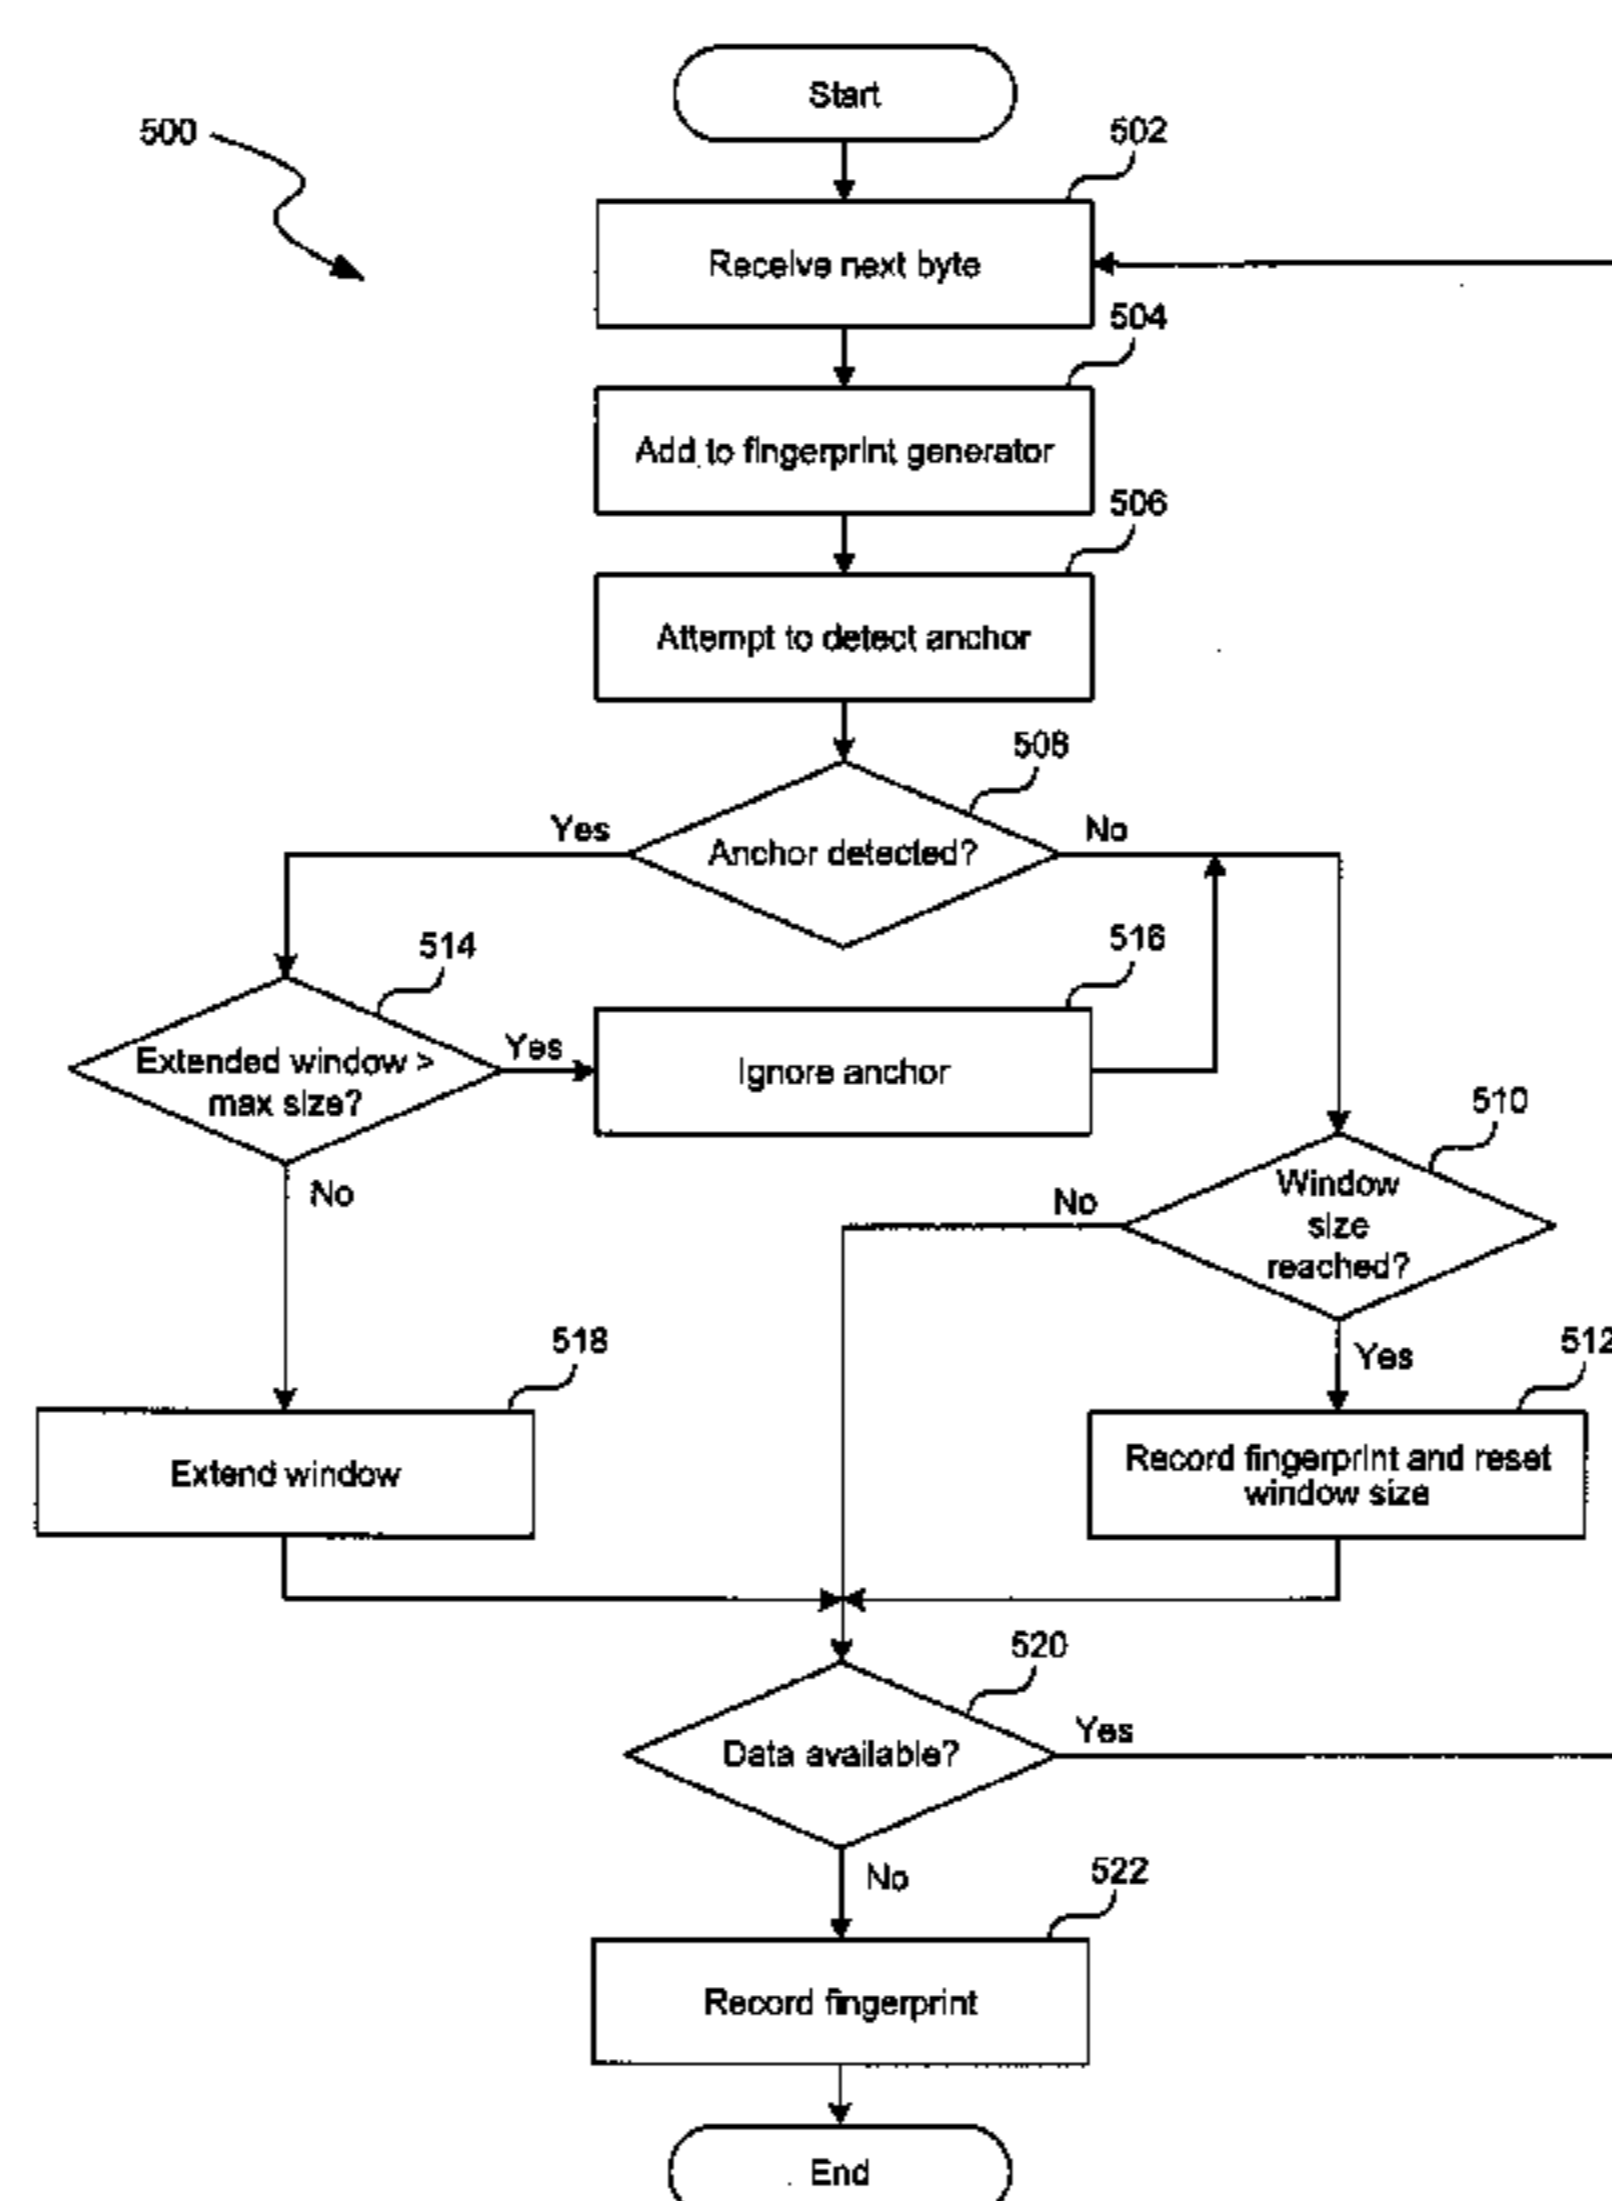 Start
500
502
Receive next byte
504
Add to fingerprint generator
506
Attempt to detect anchor
508
Yes
Anchor detected?
No
514
516
Extended window >
max size?
Yes
Ignore anchor
510
No
No
Window
size
reached?
518
Yes
512
Extend window
Record fingerprint and reset
window size
520
Data available?
Yes
No
522
Record fingerprint
End